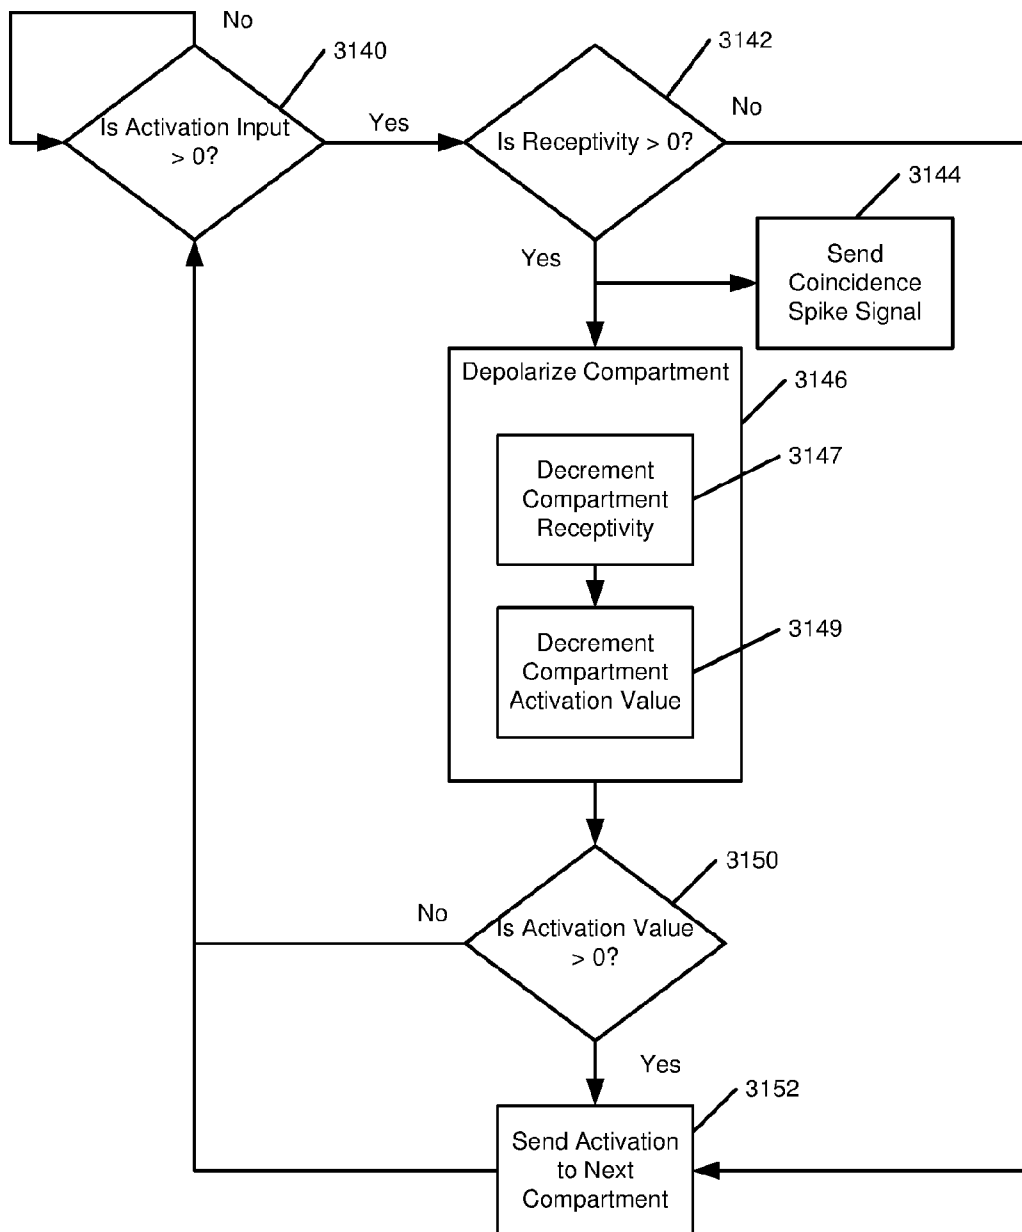 No
3140
Is Activation Input
> 0?
Yes
3142
Is Receptivity > 0?
No
3144
Send
Coincidence
Spike Signal
Yes
Depolarize Compartment
3146
Decrement
Compartment
Receptivity
3147
Decrement
Compartment
Activation Value
3149
3150
Is Activation Value
> 0?
No
Yes
3152
Send Activation
to Next
Compartment